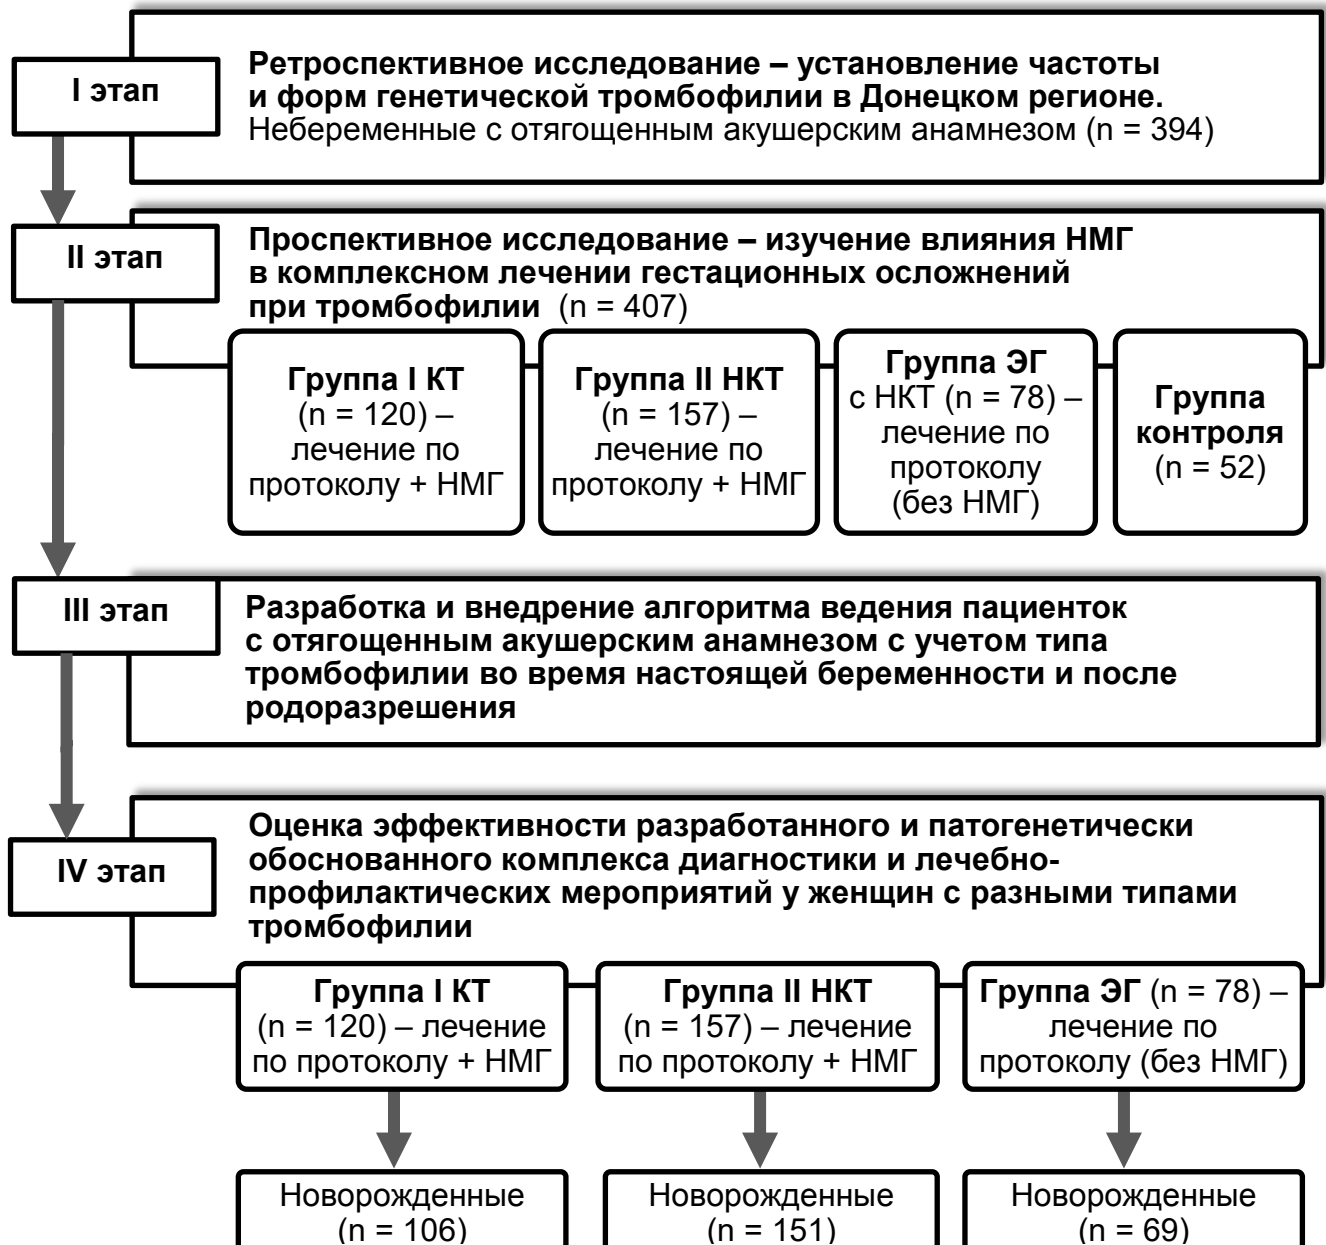 I этап
Ретроспективное исследование – установление частоты
и форм генетической тромбофилии в Донецком регионе.
Небеременные с отягощенным акушерским анамнезом (n = 394)
II этап
Проспективное исследование – изучение влияния НМГ
в комплексном лечении гестационных осложнений
при тромбофилии (n = 407)
Группа I КТ
(n = 120) –
лечение по
протоколу + НМГ
Группа II НКТ
(n = 157) –
лечение по
протоколу + НМГ
Группа ЭГ
с НКТ (n = 78) –
лечение по
протоколу
(без НМГ)
Группа
контроля
(n = 52)
III этап
Разработка и внедрение алгоритма ведения пациенток
с отягощенным акушерским анамнезом с учетом типа
тромбофилии во время настоящей беременности и после
родоразрешения
IV этап
Оценка эффективности разработанного и патогенетически
обоснованного комплекса диагностики и лечебно-
профилактических мероприятий у женщин с разными типами
тромбофилии
Группа I КТ
(n = 120) – лечение
по протоколу + НМГ
Группа II НКТ
(n = 157) – лечение
по протоколу + НМГ
Группа ЭГ (n = 78) –
лечение по
протоколу (без НМГ)
Новорожденные
(n = 106)
Новорожденные
(n = 151)
Новорожденные
(n = 69)